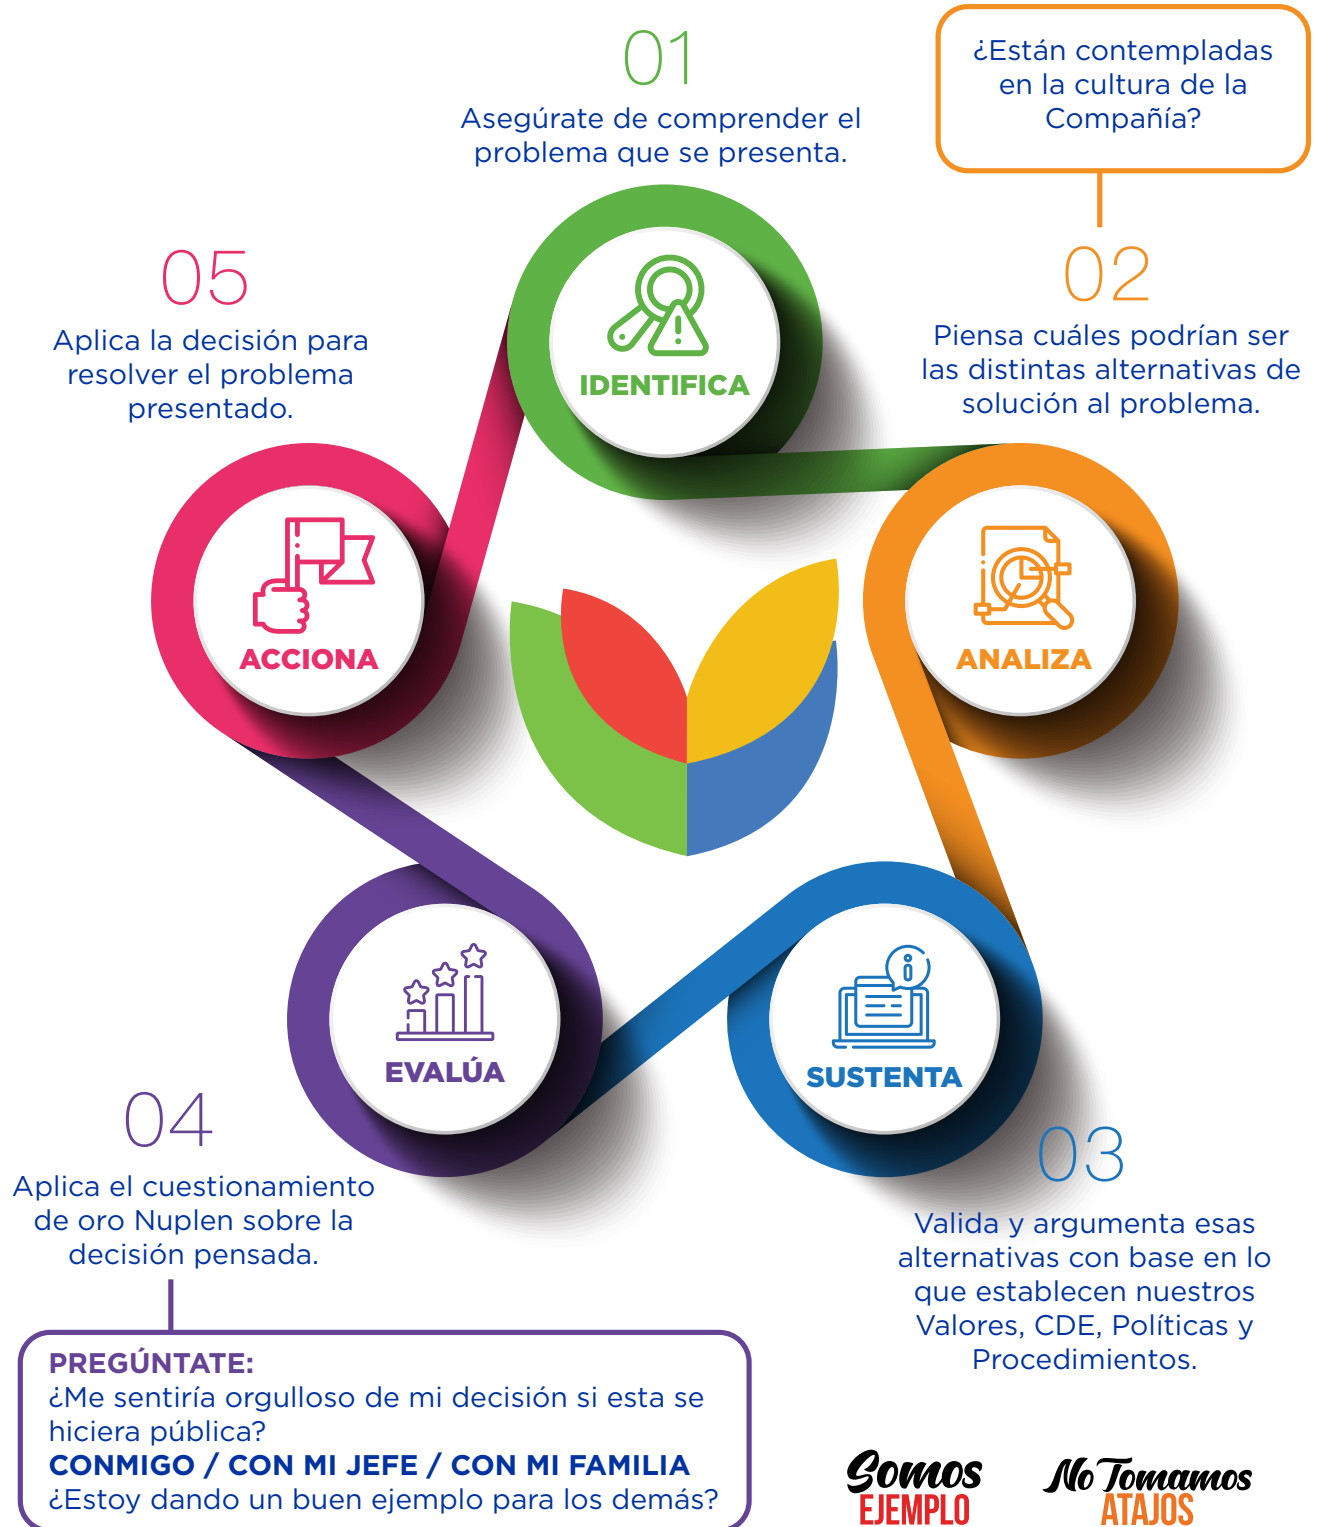 01
Asegúrate de comprender el
problema que se presenta.
IDENTIFICA
¿Están contempladas
en la cultura de la
Compañía?
02
Piensa cuáles podrían ser
las distintas alternativas de
solución al problema.
ANALIZA
03
Valida y argumenta esas
alternativas con base en lo
que establecen nuestros
Valores, CDE, Políticas y
Procedimientos.
SUSTENTA
04
Aplica el cuestionamiento
de oro Nuplen sobre la
decisión pensada.
EVALÚA
PREGÚNTATE:
¿Me sentiría orgulloso de mi decisión si esta se
hiciera pública?
CONMIGO / CON MI JEFE / CON MI FAMILIA
¿Estoy dando un buen ejemplo para los demás?
05
Aplica la decisión para
resolver el problema
presentado.
ACCIONA
Somos
EJEMPLO
No Tomamos
ATAJOS